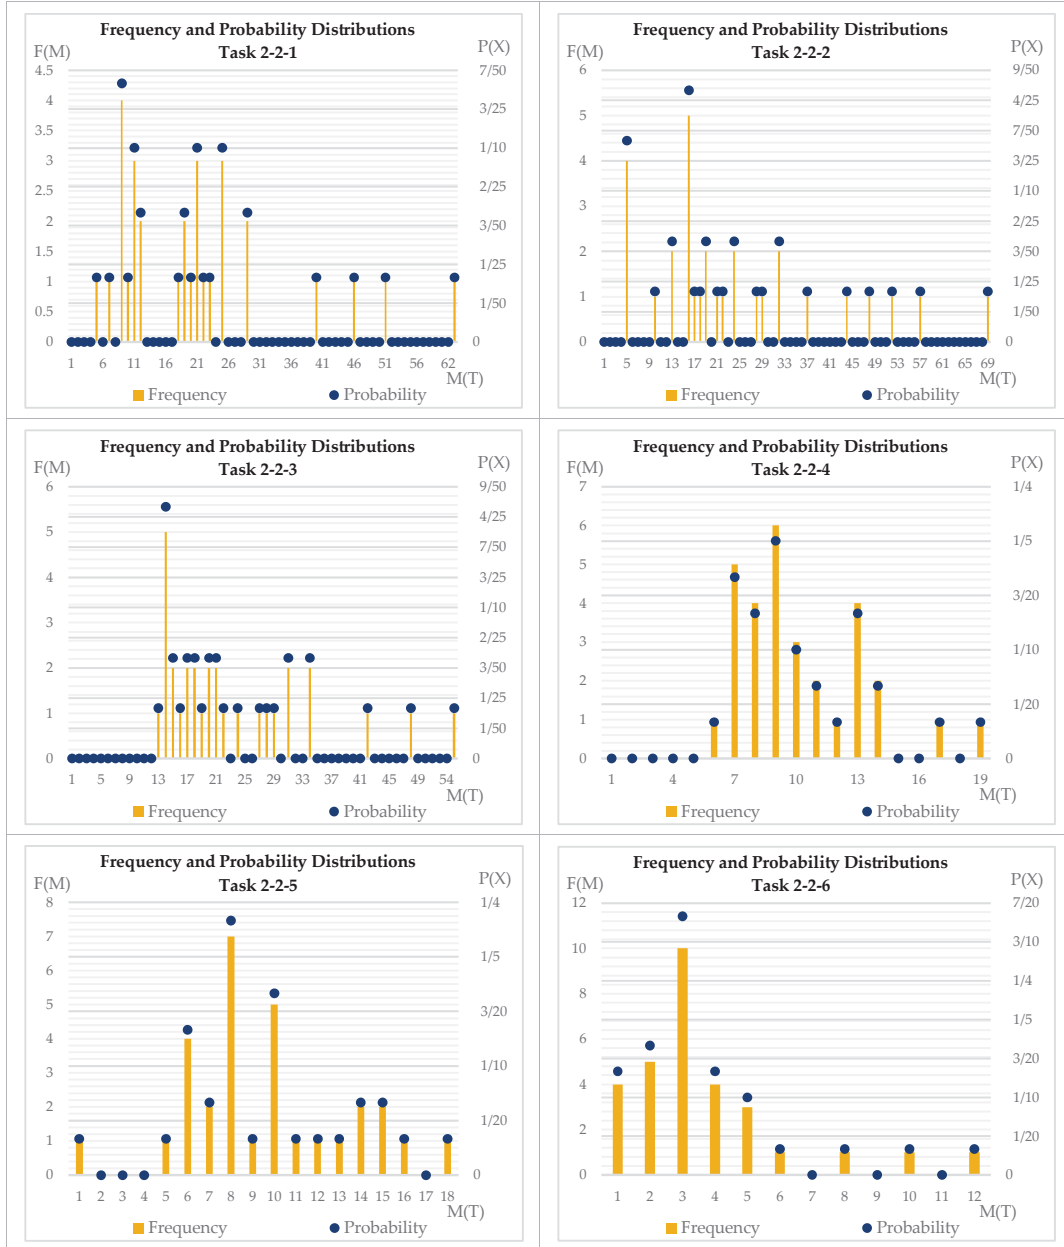 Frequency and Probability Distributions
Task 2-2-1
F(M)
P(X)
4.5
4
3.5
3
2.5
2
1.5
1
0.5
0
7/50
3/25
1/10
2/25
3/50
1/25
1/50
0
1 6 11 16 21 26 31 36 41 46 51 56 62
M(T)
Frequency
Probability
Frequency and Probability Distributions
Task 2-2-2
F(M)
P(X)
6
5
4
3
2
1
0
9/50
4/25
7/50
3/25
1/10
2/25
3/50
1/25
1/50
0
1 5 9 13 17 21 25 29 33 37 41 45 49 53 57 61 65 69
M(T)
Frequency
Probability
Frequency and Probability Distributions
Task 2-2-3
F(M)
P(X)
6
5
4
3
2
1
0
9/50
4/25
7/50
3/25
1/10
2/25
3/50
1/25
1/50
0
1 5 9 13 17 21 25 29 33 37 41 49 54
M(T)
Frequency
Probability
Frequency and Probability Distributions
Task 2-2-4
F(M)
P(X)
7
6
5
4
3
2
1
0
1/4
1/5
3/20
1/10
1/20
0
1 4 7 10 13 16 19
M(T)
Frequency
Probability
Frequency and Probability Distributions
Task 2-2-5
F(M)
P(X)
8
7
6
5
4
3
2
1
0
1/4
1/5
3/20
1/10
1/20
0
1 2 3 4 5 6 7 8 9 10 11 12 13 14 15 16 17 18
M(T)
Frequency
Probability
Frequency and Probability Distributions
Task 2-2-6
F(M)
P(X)
12
10
8
6
4
2
0
7/20
3/10
1/4
1/5
3/20
1/10
1/20
0
1 2 3 4 5 6 7 8 9 10 11 12
M(T)
Frequency
Probability